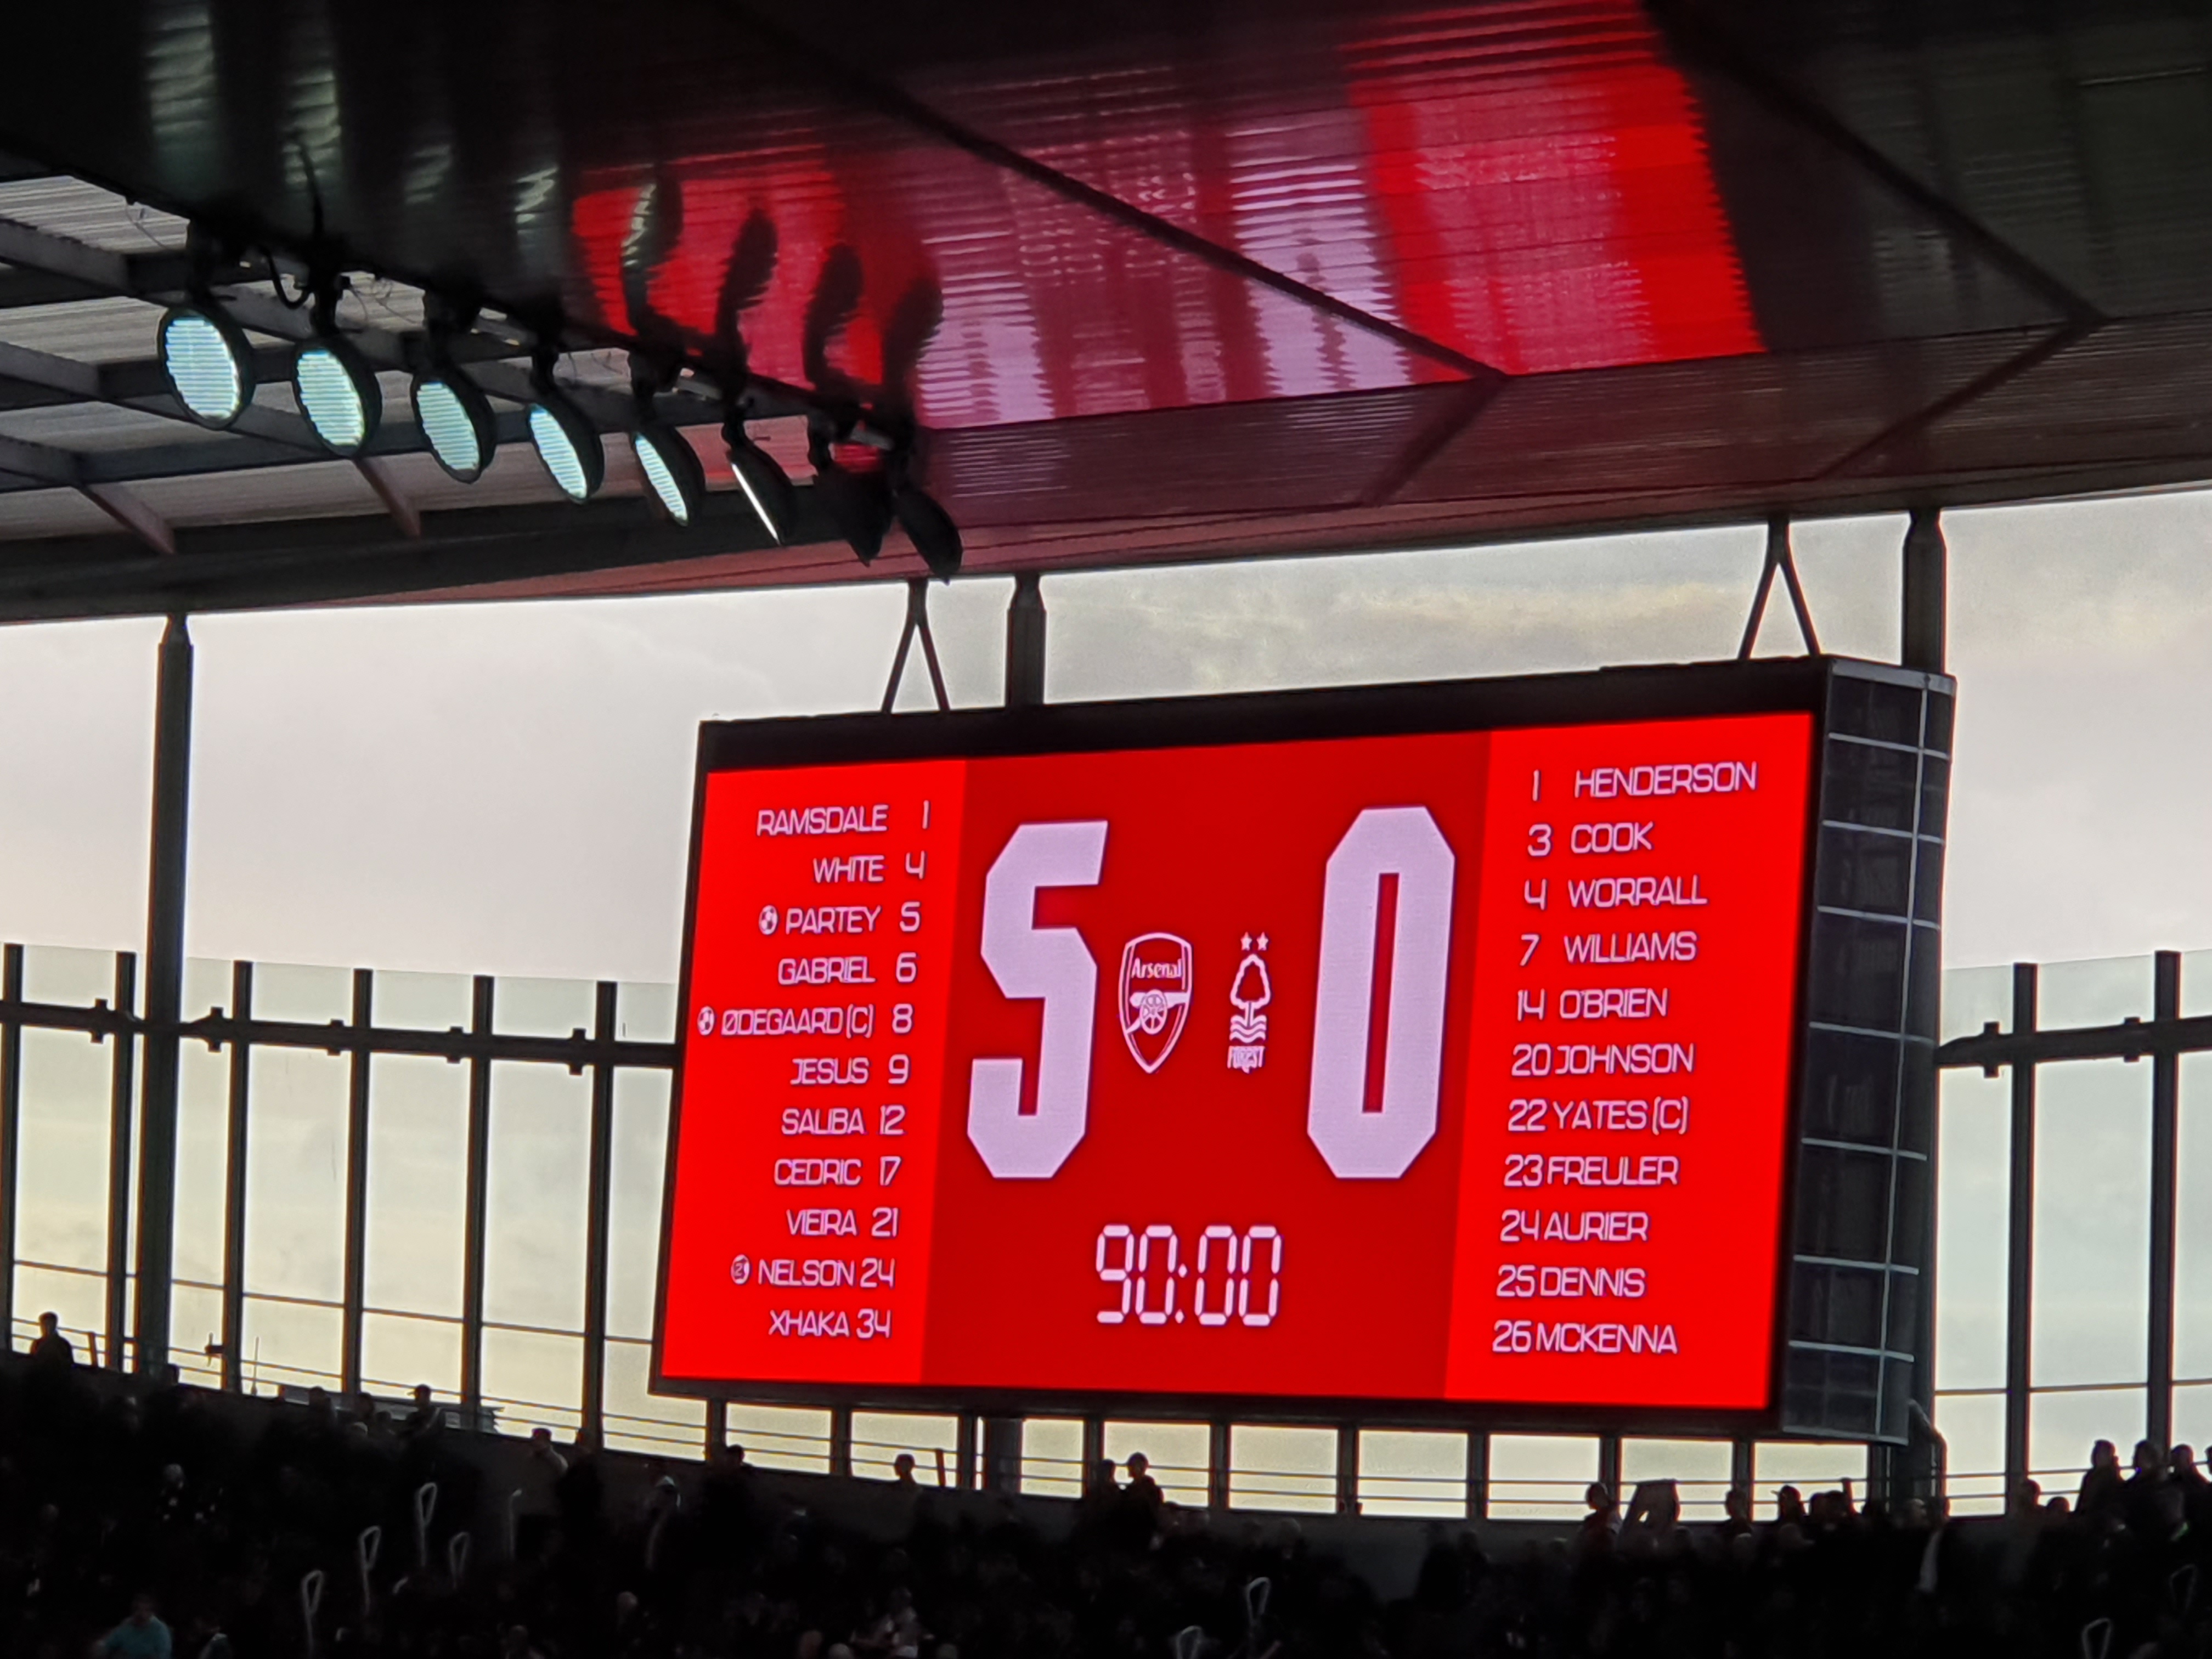 RAMSDALE 1
WHITE 4
PARTEY 5
GABRIEL 6
ØDEGAARD (C) 8
JESUS 9
SALIBA 12
CEDRIC 17
VIEIRA 21
2 NELSON 24
XHAKA 34
5 0
Arsenal
FOREST
90:00
1 HENDERSON
3 COOK
4 WORRALL
7 WILLIAMS
14 O'BRIEN
20 JOHNSON
22 YATES (C)
23 FREULER
24 AURIER
25 DENNIS
26 MCKENNA